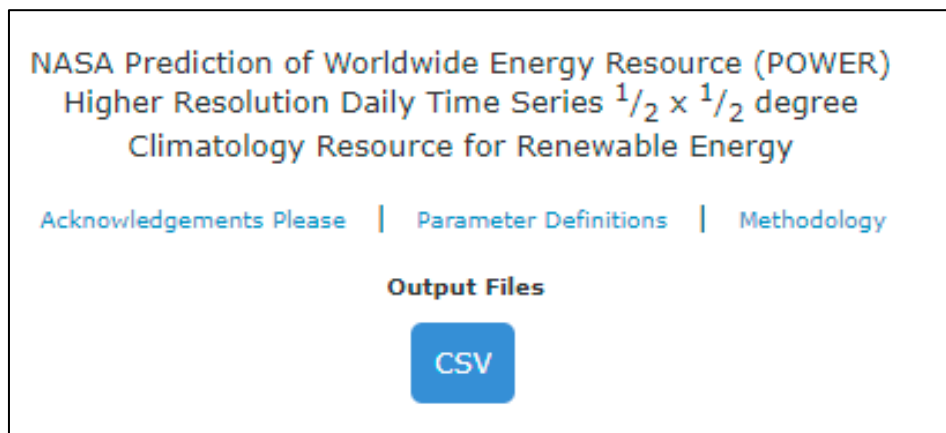 NASA Prediction of Worldwide Energy Resource (POWER)
Higher Resolution Daily Time Series 1/2 x 1/2 degree
Climatology Resource for Renewable Energy
Acknowledgements Please | Parameter Definitions | Methodology
Output Files
CSV